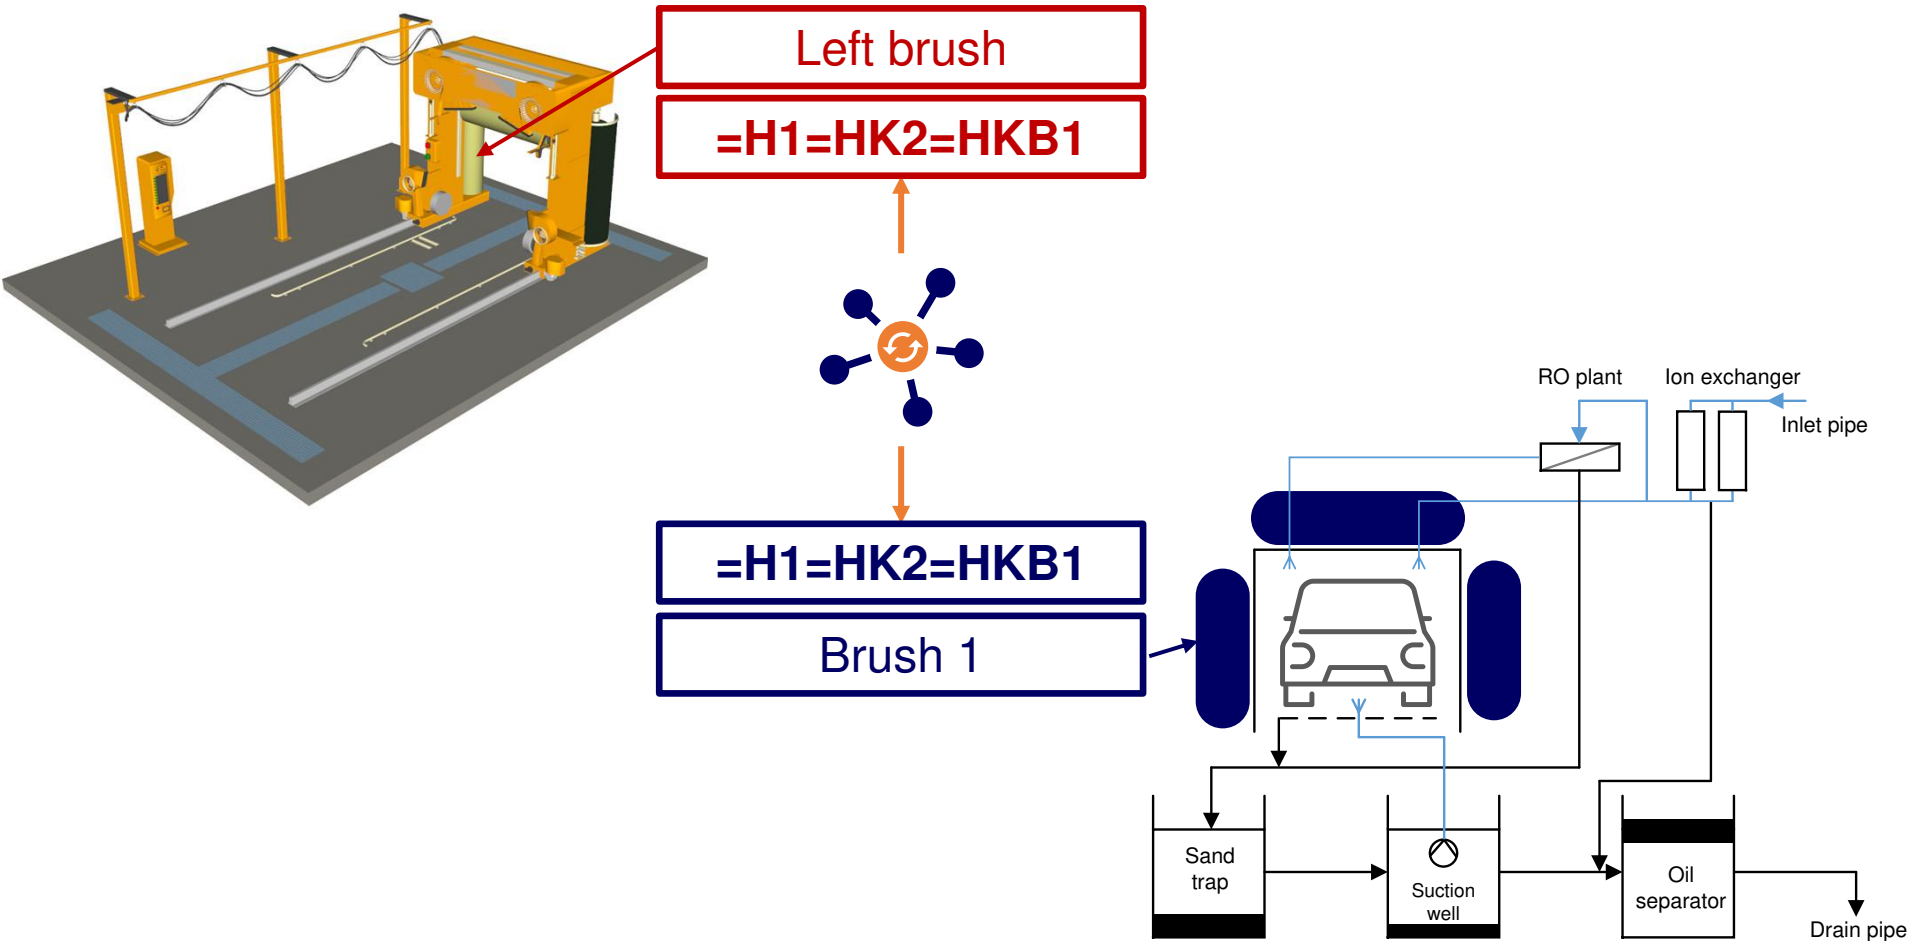 Left brush
=H1=HK2=HKB1
=H1=HK2=HKB1
Brush 1
RO plant
Ion exchanger
Inlet pipe
Sand
trap
Suction
well
Oil
separator
Drain pipe